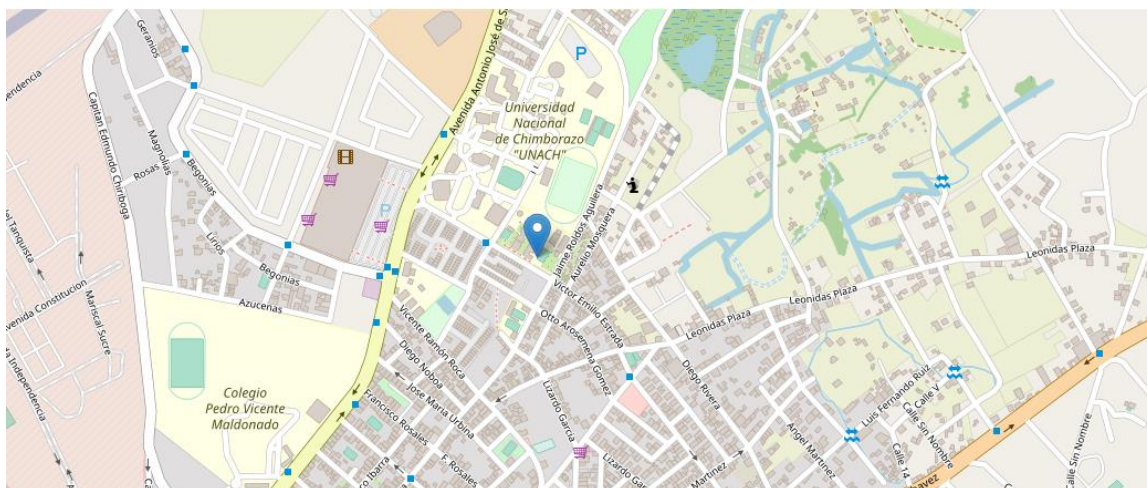 Geranios
endencia
Capitan Edmundo Chiriboga
Magnolias
Rosas
Begonias
Lirios
Begonias
Azucenas
Avenida Constitucion
Mariscal Sucre
Avenida Antonio José de S
P
Universidad
Nacional
de Chimborazo
"UNACH"
P
Jaime Roldos Aguilera
Aurelio Mosquera
Victor Emilio Estrada
Otto Arosemena Gomez
Leonidas Plaza
Leonidas Plaza
Leonidas Plaza
Vicente Ramón Roca
Diego Noboa
Jose Maria Urbina
Francisco Rosales
F. Rosales
Lizardo Garcia
Diego Rivera
Angel Martinez
Martinez
Colegio
Pedro Vicente
Maldonado
Luis Fernando Ruiz
Calle V
Calle Sin Nombre
Calle 14
Calle Sin Nombre